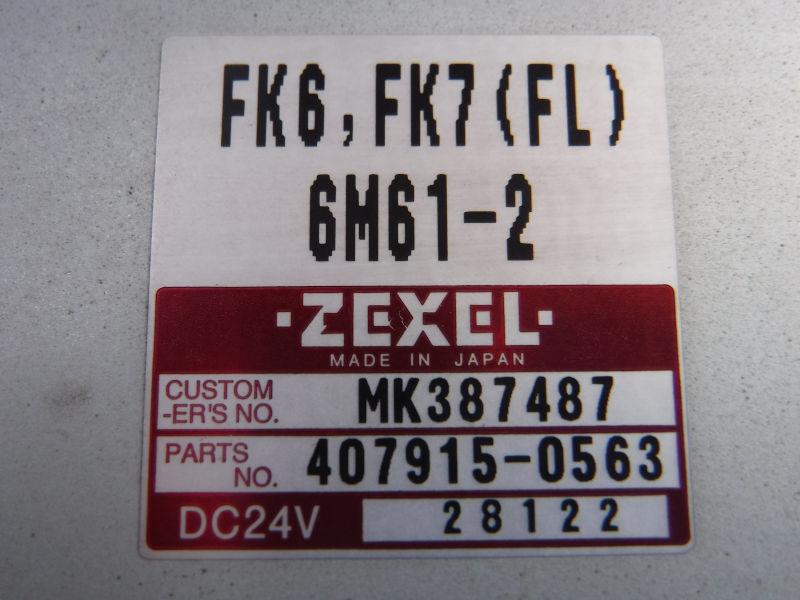 FK6,FK7(FL)
6M61-2
·ZEXEL·
MADE IN JAPAN
CUSTOM
-ER'S NO. MK387487
PARTS
NO. 407915-0563
DC24V 28122